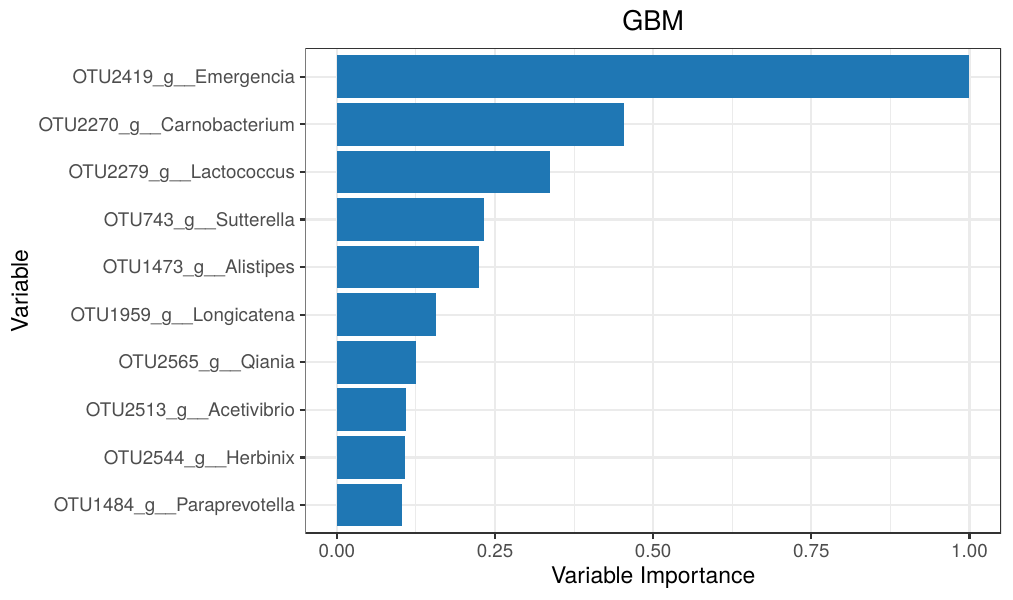 GBM
Variable
OTU2419_g__Emergencia
OTU2270_g__Carnobacterium
OTU2279_g__Lactococcus
OTU743_g__Sutterella
OTU1473_g__Alistipes
OTU1959_g__Longicatena
OTU2565_g__Qiania
OTU2513_g__Acetivibrio
OTU2544_g__Herbinix
OTU1484_g__Paraprevotella
0.00 0.25 0.50 0.75 1.00
Variable Importance